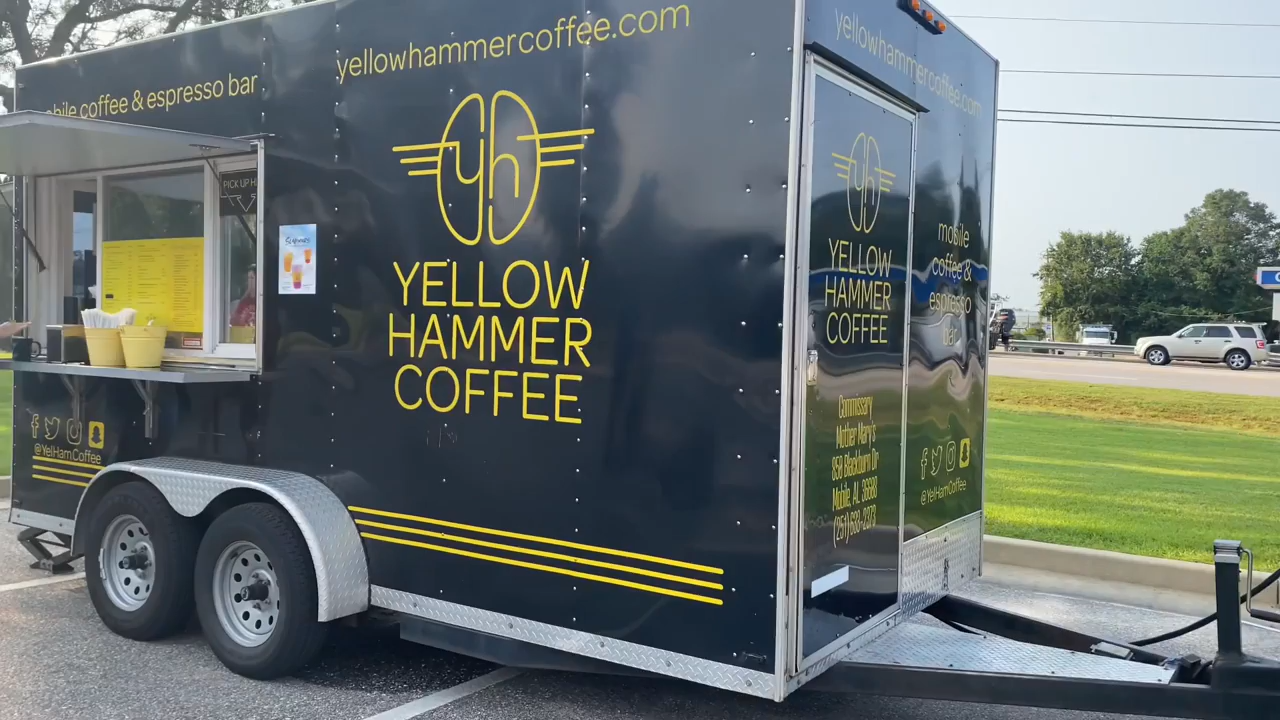 mobile coffee & espresso bar
yellowhammercoffee.com
yh
YELLOW
HAMMER
COFFEE
PICK UP
@YelHamCoffee
yellowhammercoffee.com
yh
YELLOW
HAMMER
COFFEE
Commissary
Mother Mary's
Mobile, AL
mobile
coffee &
espresso
bar
@YelHamCoffee